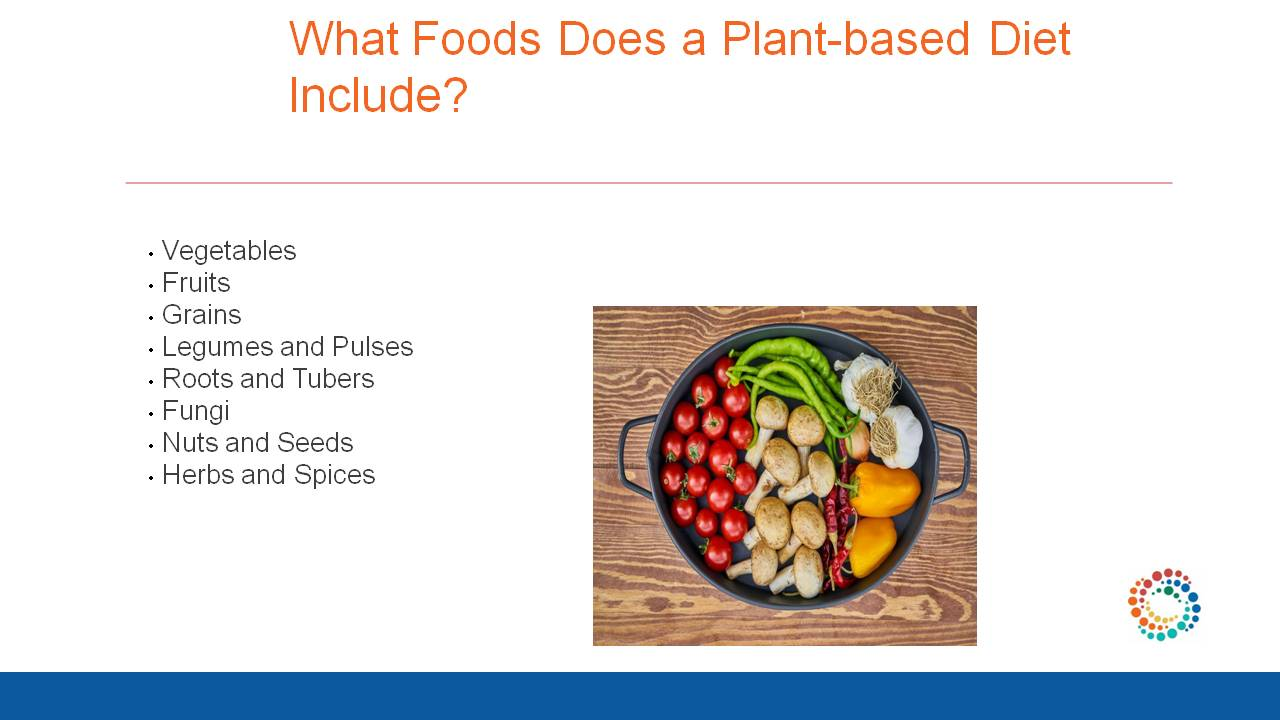 What Foods Does a Plant-based Diet
Include?
• Vegetables
• Fruits
• Grains
• Legumes and Pulses
• Roots and Tubers
• Fungi
• Nuts and Seeds
• Herbs and Spices